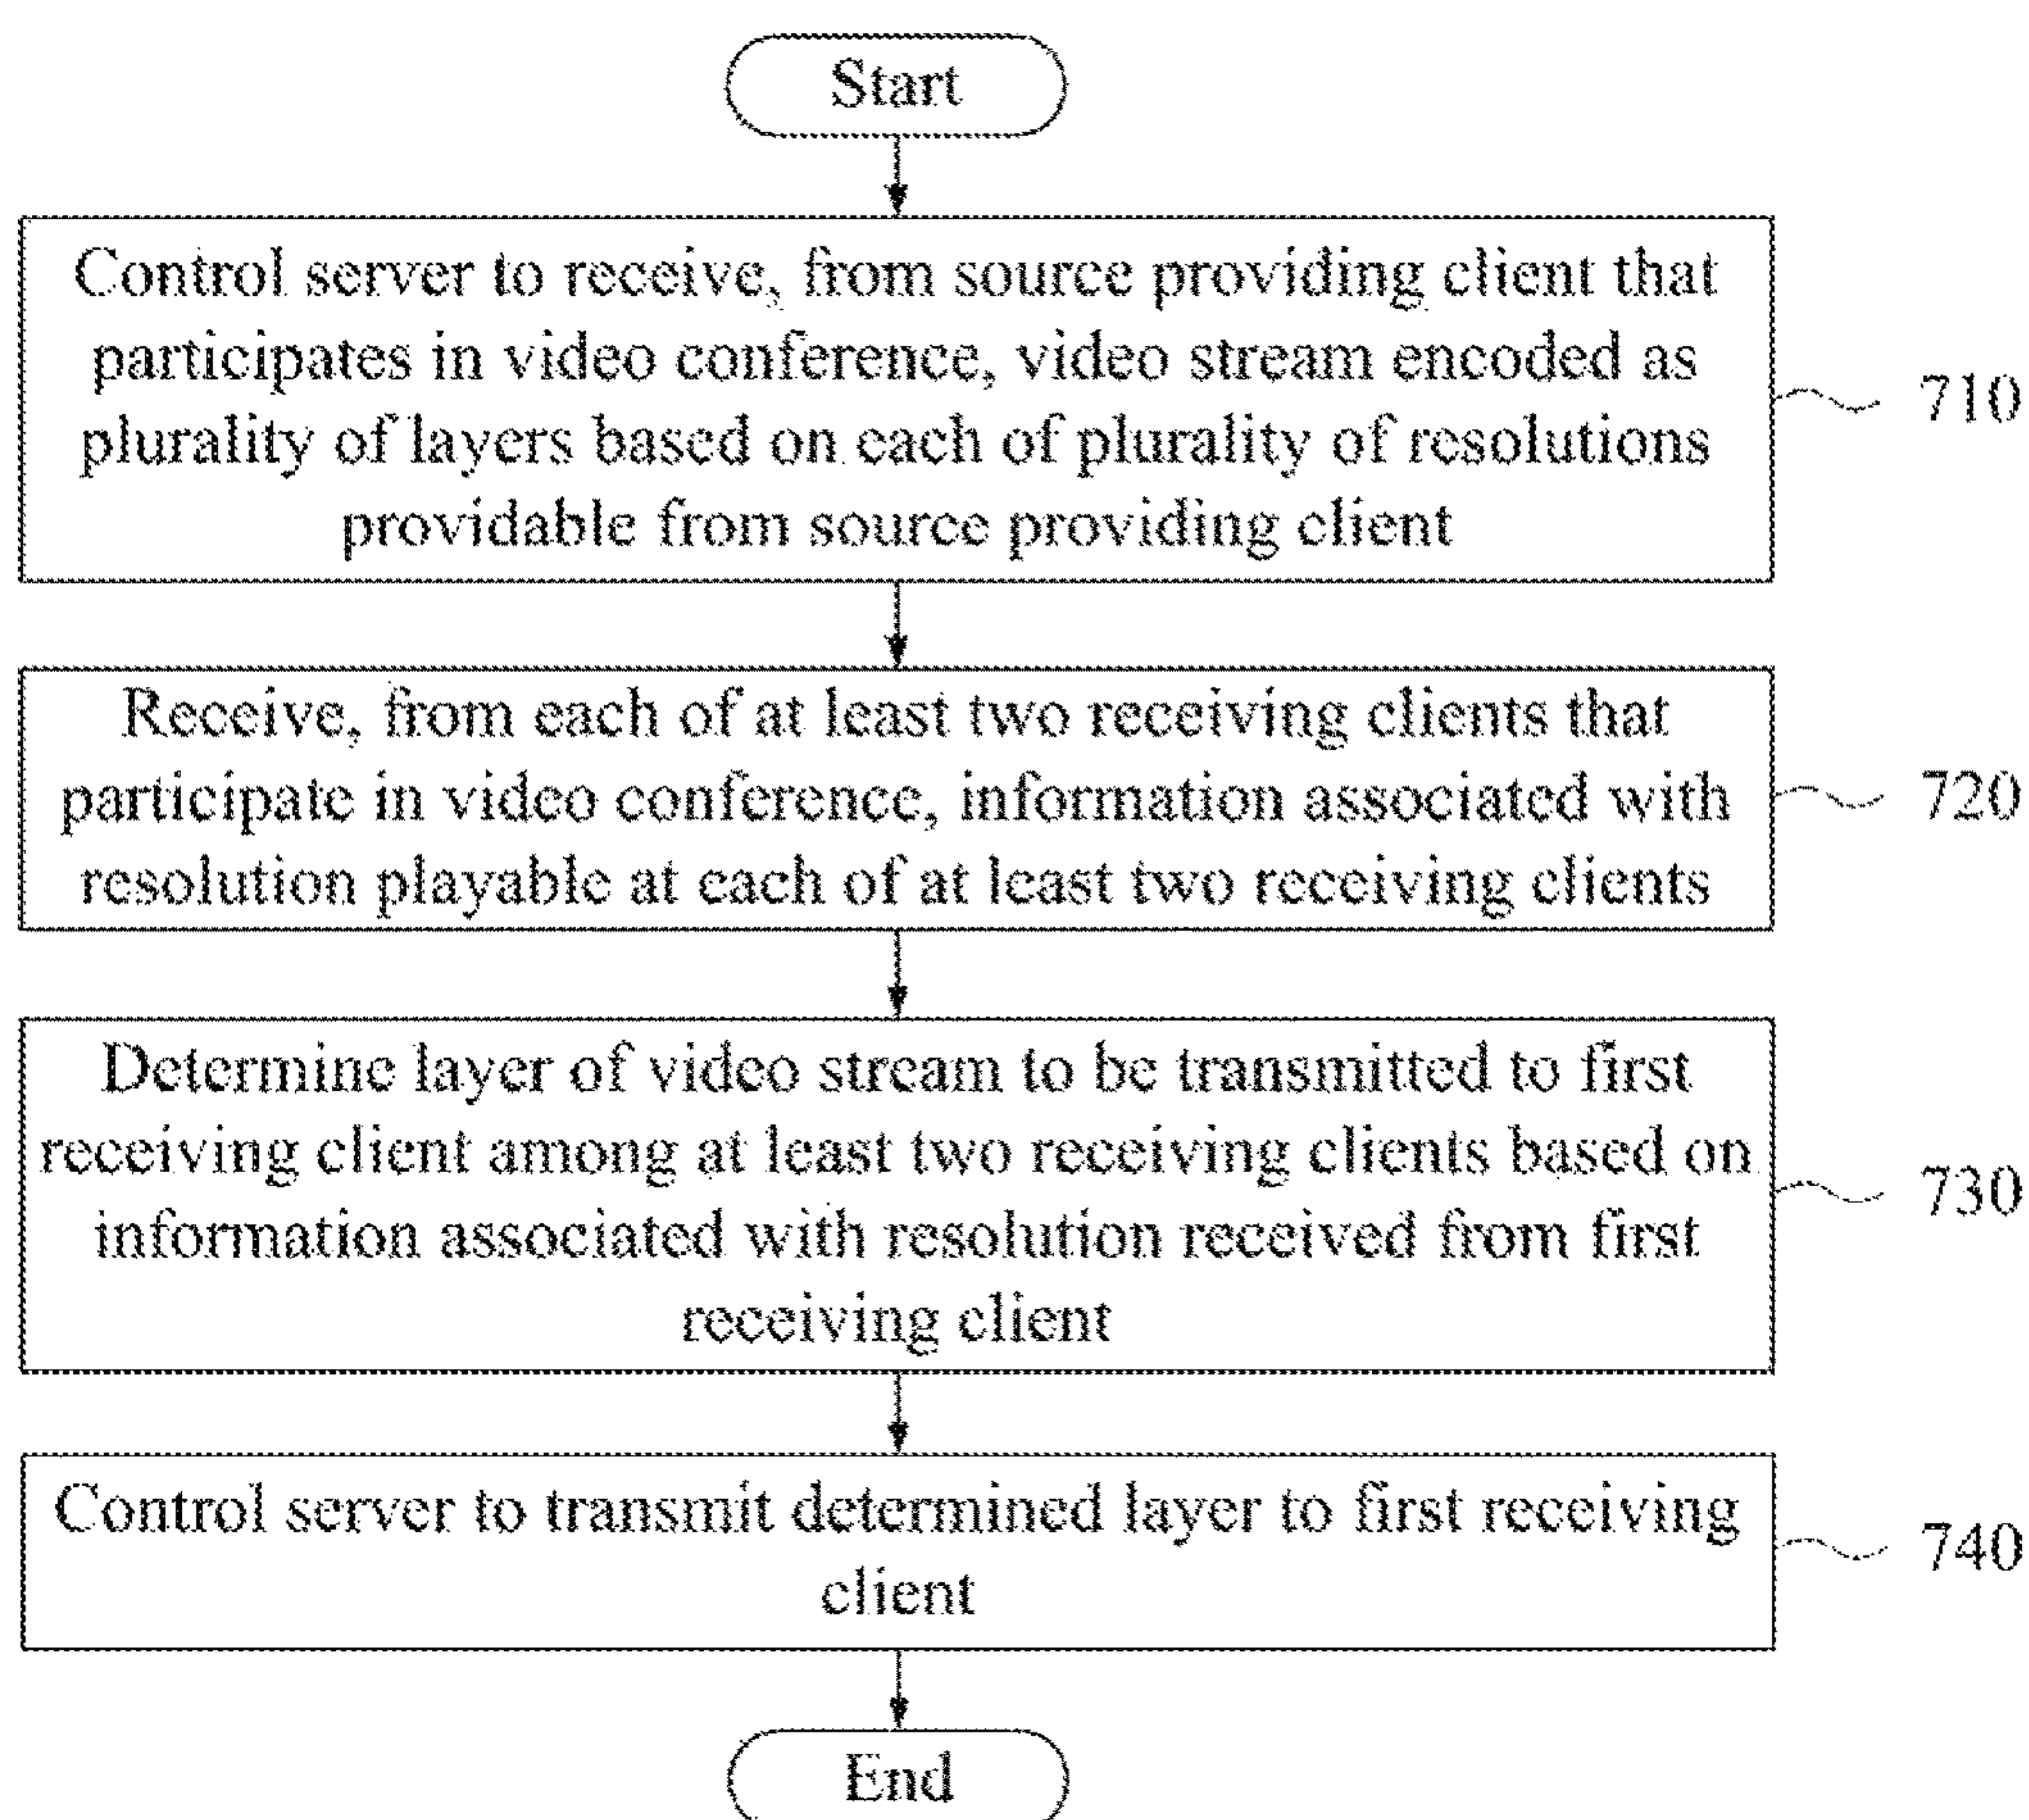 Start
Control server to receive, from source providing client that
participates in video conference, video stream encoded as
plurality of layers based on each of plurality of resolutions
providable from source providing client
710
Receive, from each of at least two receiving clients that
participate in video conference, information associated with
resolution playable at each of at least two receiving clients
720
Determine layer of video stream to be transmitted to first
receiving client among at least two receiving clients based on
information associated with resolution received from first
receiving client
730
Control server to transmit determined layer to first receiving
client
740
End